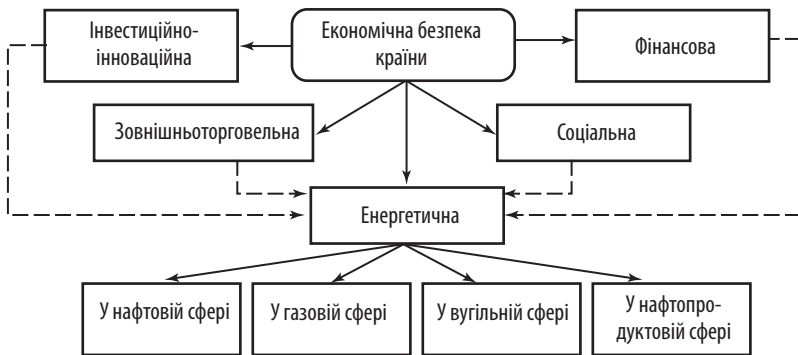 Інвестиційно-
інноваційна
Економічна безпека
країни
Фінансова
Зовнішньоторговельна
Соціальна
Енергетична
У нафтовій сфері
У газовій сфері
У вугільній сфері
У нафтопро-
дуктовій сфері